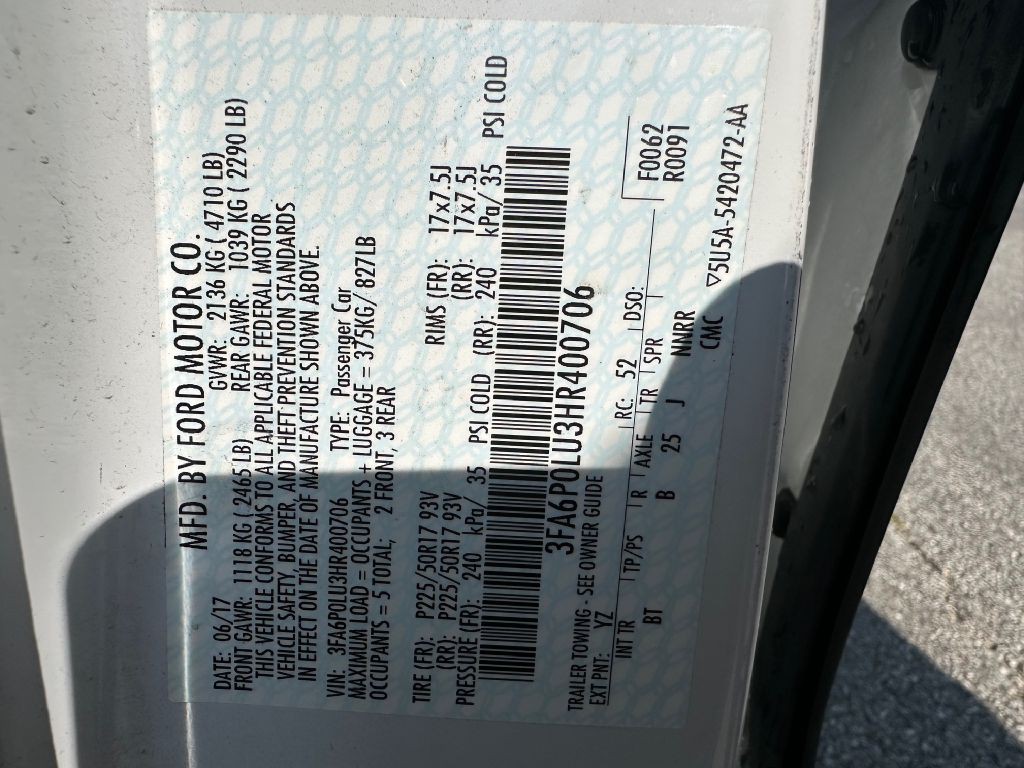 MFD. BY FORD MOTOR CO.
DATE: 06/17 GVWR: 2136 KG ( 4710 LB)
FRONT GAWR: 1118 KG ( 2465 LB) REAR GAWR: 1039 KG ( 2290 LB)
THIS VEHICLE CONFORMS TO ALL APPLICABLE FEDERAL MOTOR
VEHICLE SAFETY, BUMPER, AND THEFT PREVENTION STANDARDS
IN EFFECT ON THE DATE OF MANUFACTURE SHOWN ABOVE.
VIN: 3FA6P0LU3HR400706 TYPE: Passenger Car
MAXIMUM LOAD = OCCUPANTS + LUGGAGE = 375KG/ 827LB
OCCUPANTS = 5 TOTAL, 2 FRONT, 3 REAR
TIRE (FR): P225/50R17 93V RIMS (FR): 17x7.5J
(RR): P225/50R17 93V (RR): 17x7.5J
PRESSURE (FR): 240 kPa/ 35 PSI COLD (RR): 240 kPa/ 35 PSI COLD
3FA6P0LU3HR400706
TRAILER TOWING - SEE OWNER GUIDE
EXT PNT: YZ RC: 52 DSO: F0062
INT TR TP/PS R AXLE TR SPR R0091
BT B 25 J NNRR
CMC
▽5U5A-5420472-AA